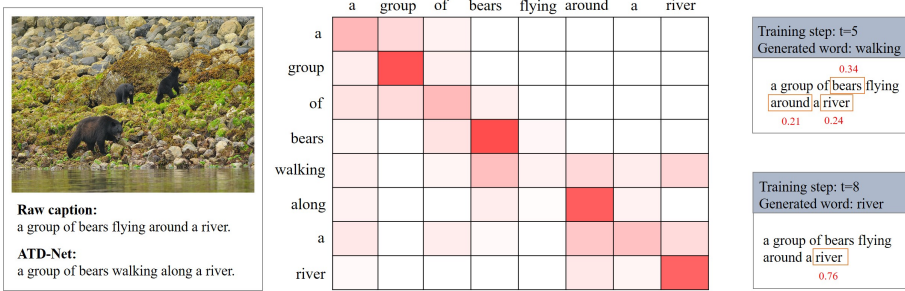 Raw caption:
a group of bears flying around a river.
ATD-Net:
a group of bears walking along a river.
a group of bears flying around a river
a
group
of
bears
walking
along
a
river
Training step: t=5
Generated word: walking
0.34
a group of bears flying
around a river
0.21 0.24
Training step: t=8
Generated word: river
a group of bears flying
around a river
0.76